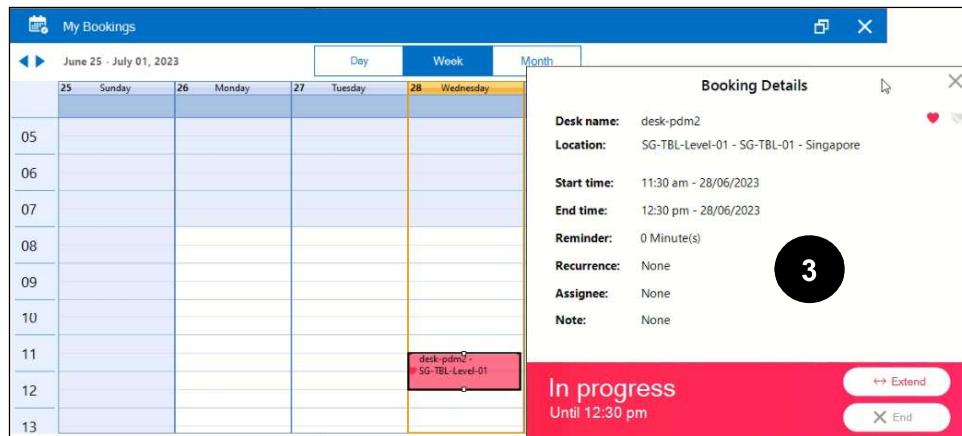 My Bookings
June 25 - July 01, 2023
Day Week Month
25 Sunday 26 Monday 27 Tuesday 28 Wednesday
05
06
07
08
09
10
11
12
13
desk-pdm2 -
SG-TBL-Level-01
Booking Details
Desk name: desk-pdm2
Location: SG-TBL-Level-01 - SG-TBL-01 - Singapore
Start time: 11:30 am - 28/06/2023
End time: 12:30 pm - 28/06/2023
Reminder: 0 Minute(s)
Recurrence: None
Assignee: None
Note: None
3
In progress
Until 12:30 pm
Extend
End